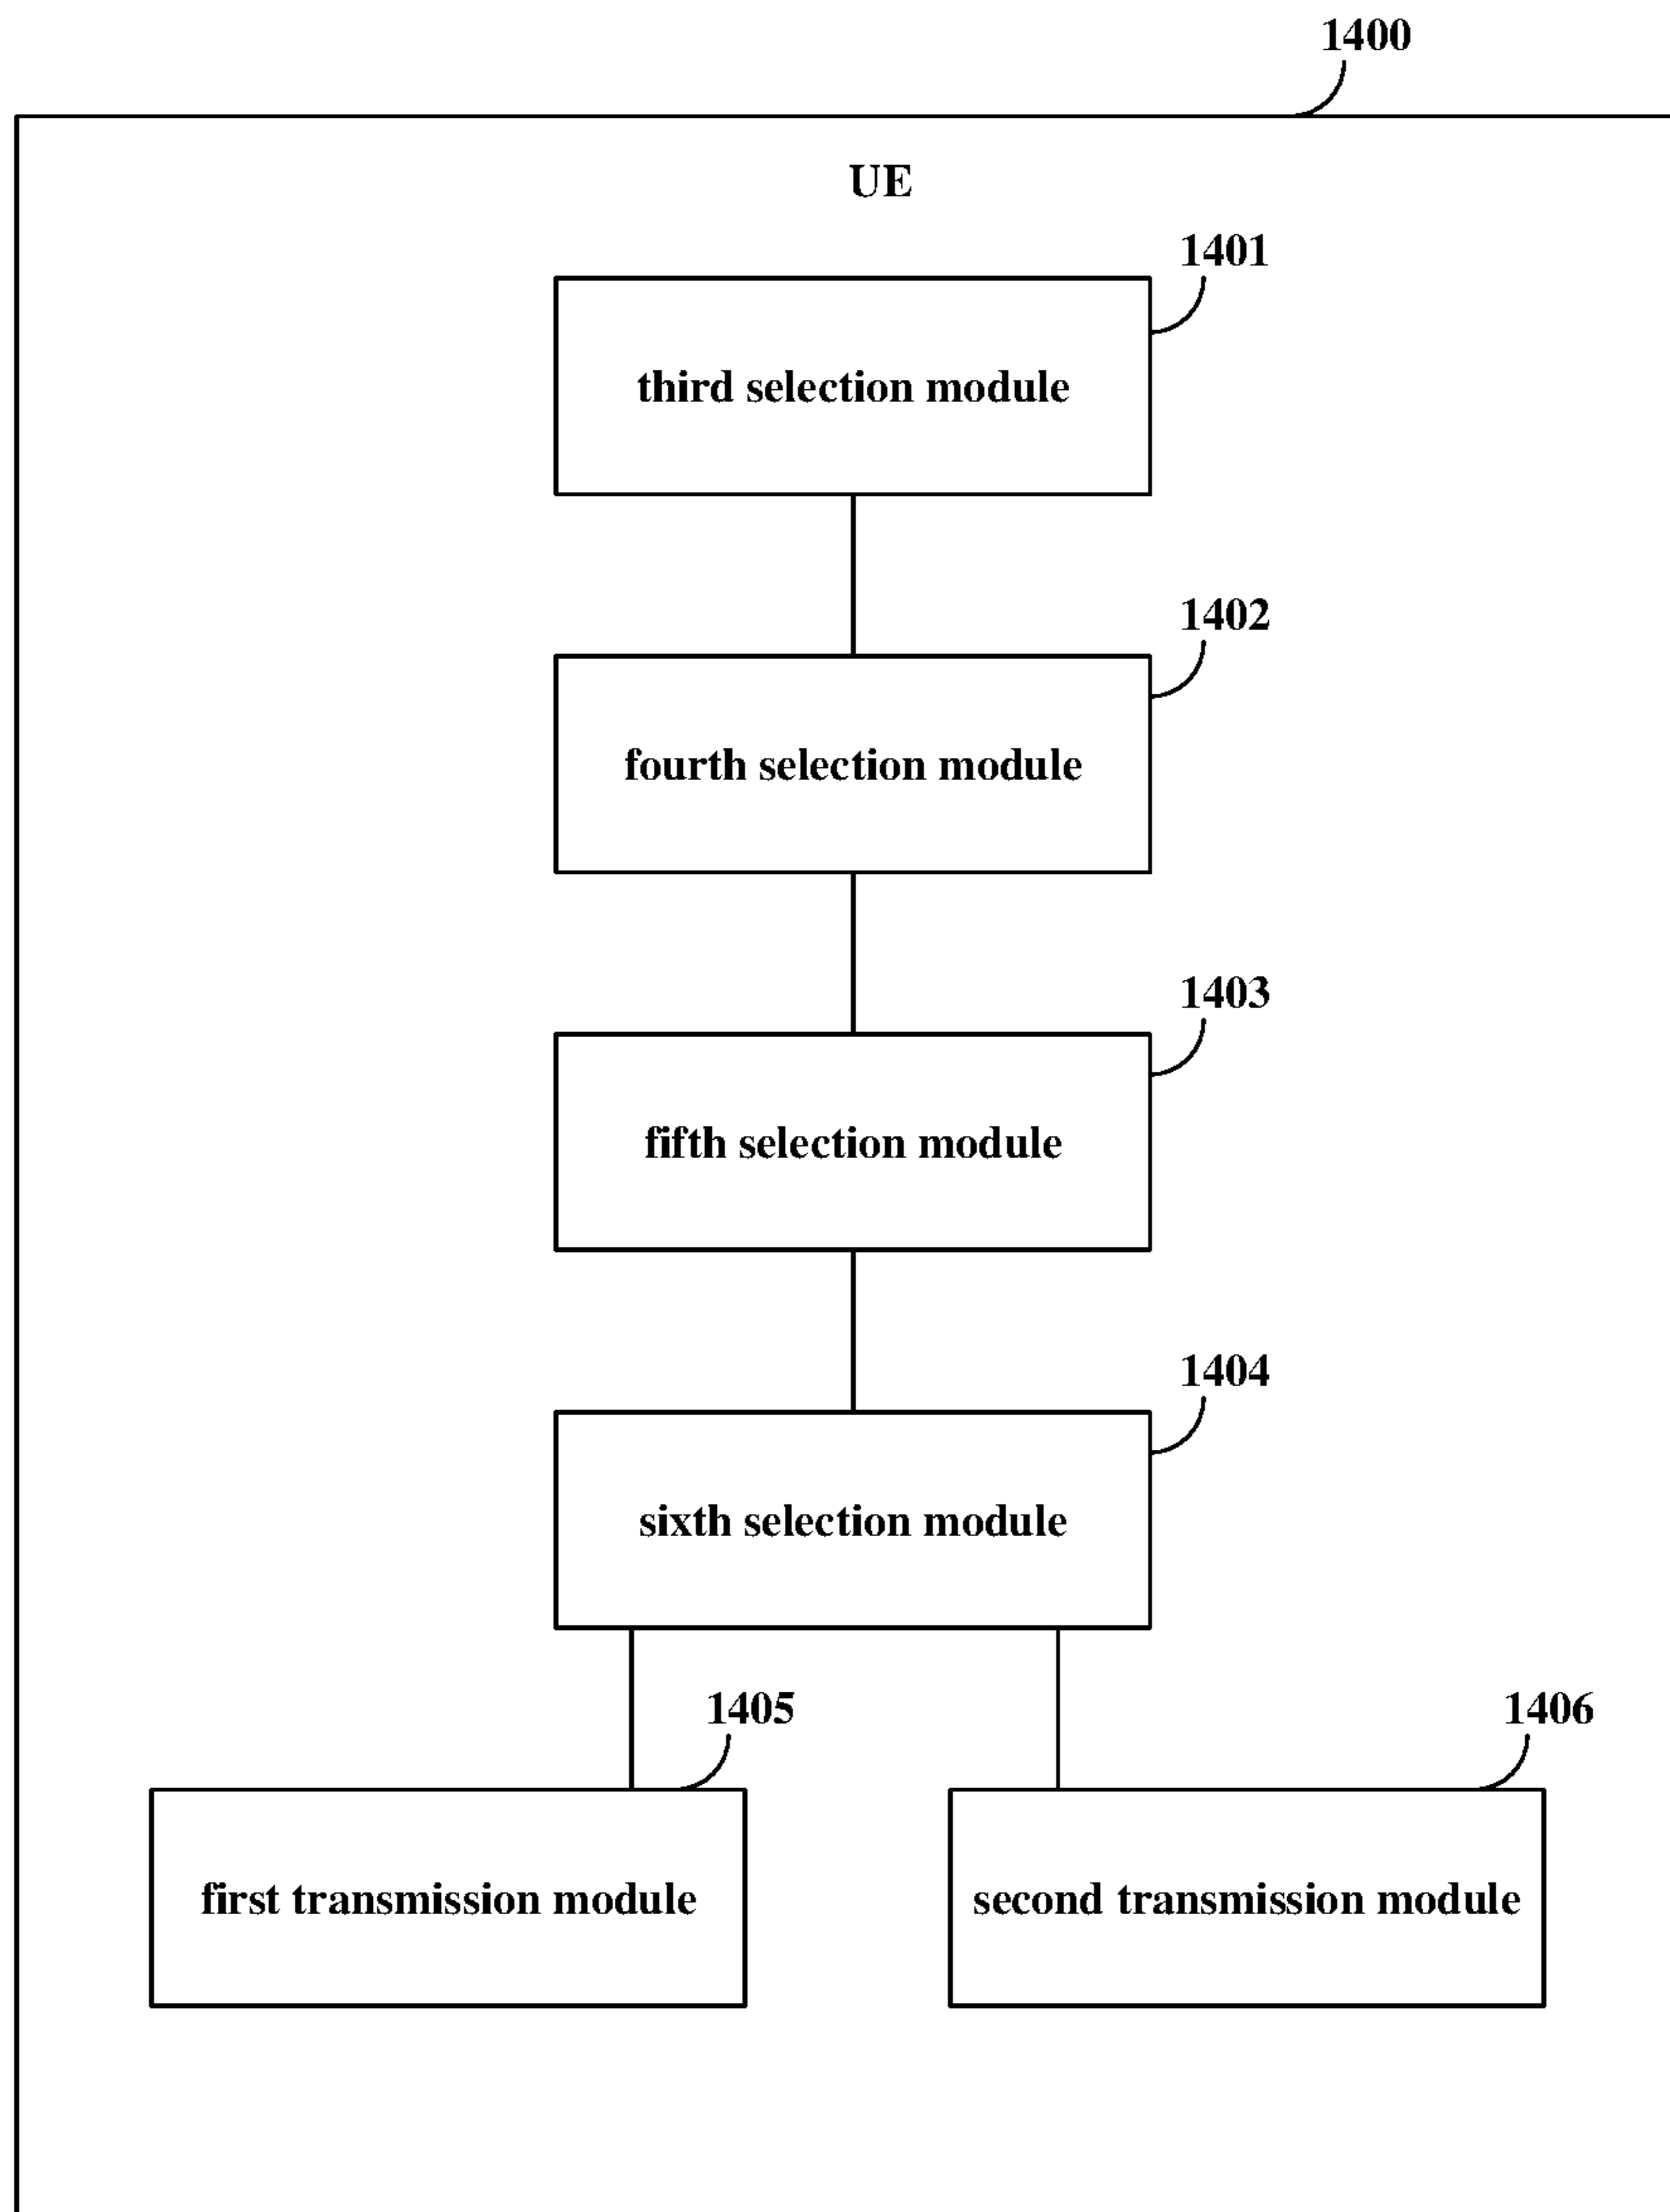 1400
UE
1401
third selection module
1402
fourth selection module
1403
fifth selection module
1404
sixth selection module
1405
1406
first transmission module
second transmission module